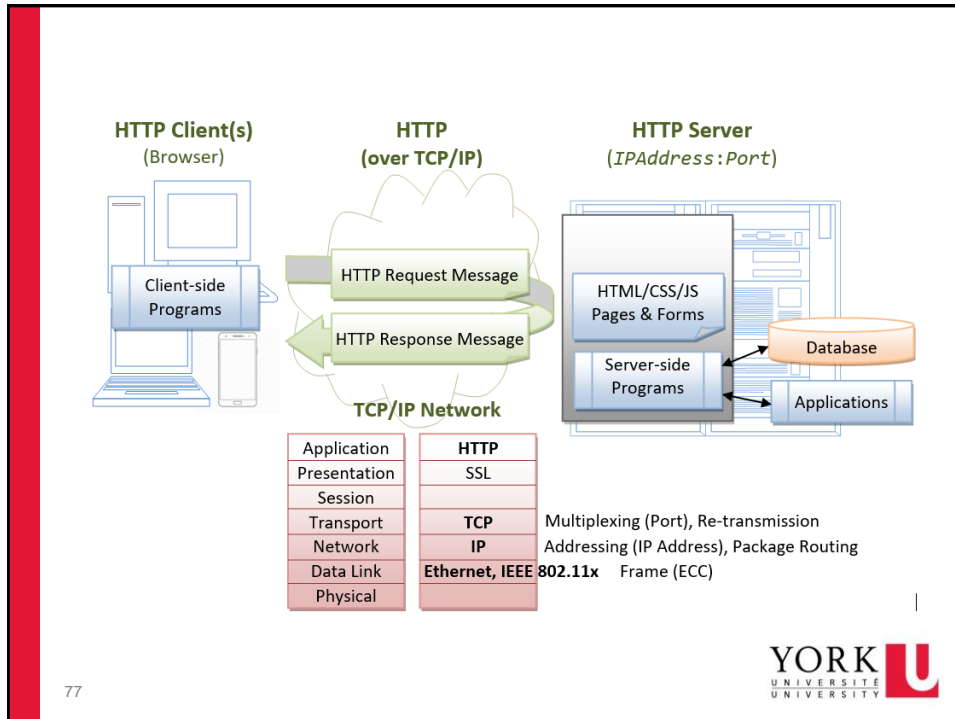 HTTP Client(s)
(Browser)
HTTP
(over TCP/IP)
HTTP Server
(IPAddress:Port)
Client-side
Programs
HTTP Request Message
HTTP Response Message
HTML/CSS/JS
Pages & Forms
Server-side
Programs
Database
Applications
TCP/IP Network
Application HTTP
Presentation SSL
Session
Transport TCP Multiplexing (Port), Re-transmission
Network IP Addressing (IP Address), Package Routing
Data Link Ethernet, IEEE 802.11x Frame (ECC)
Physical
YORK U
UNIVERSITÉ
UNIVERSITY
77